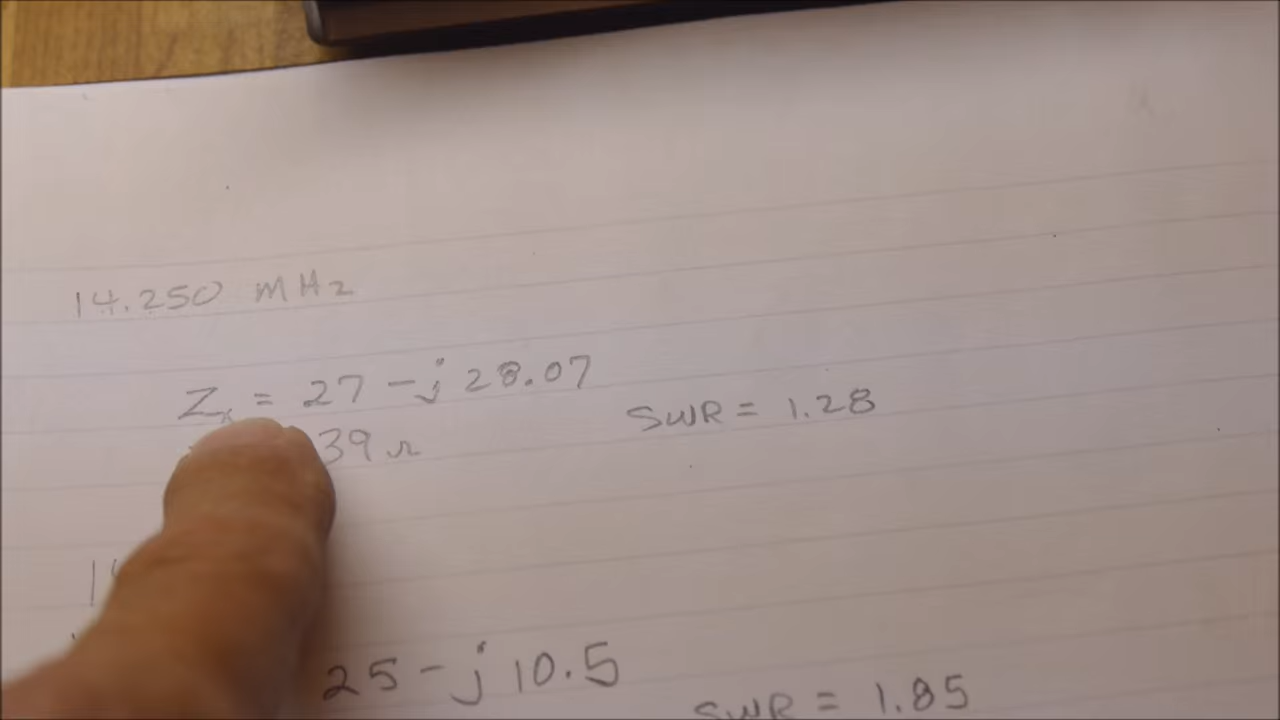 14.250 MHz
Zx = 27 - j 28.07
SWR = 1.28
39 Ω
25 - j 10.5
SWR = 1.85